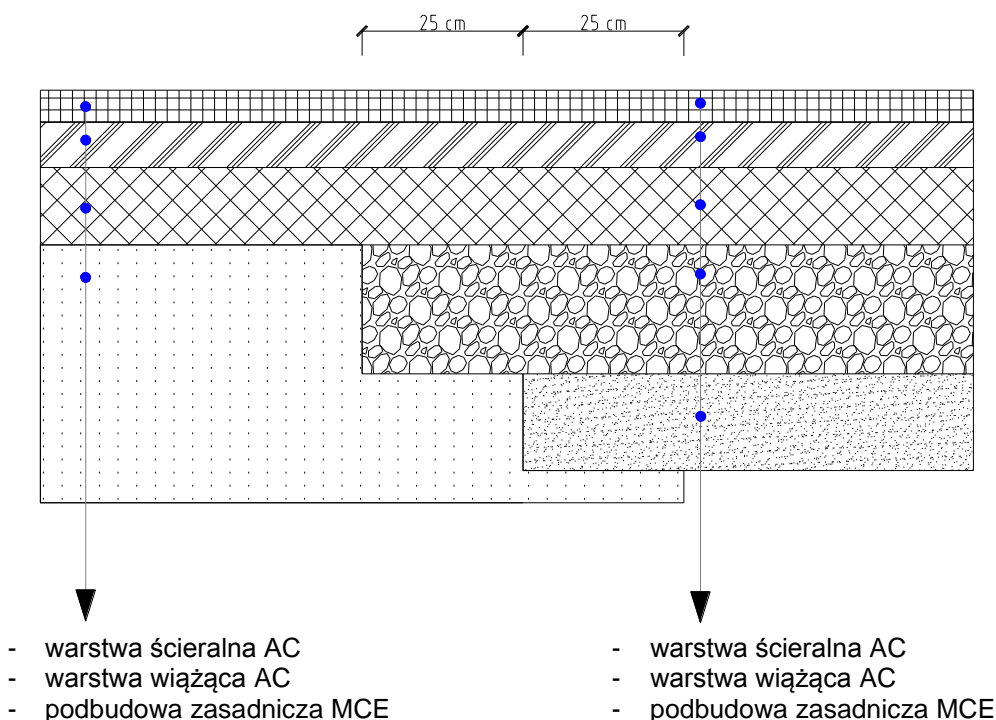 25 cm 25 cm
- warstwa ścieralna AC
- warstwa wiążąca AC
- podbudowa zasadnicza MCE
- warstwa ścieralna AC
- warstwa wiążąca AC
- podbudowa zasadnicza MCE